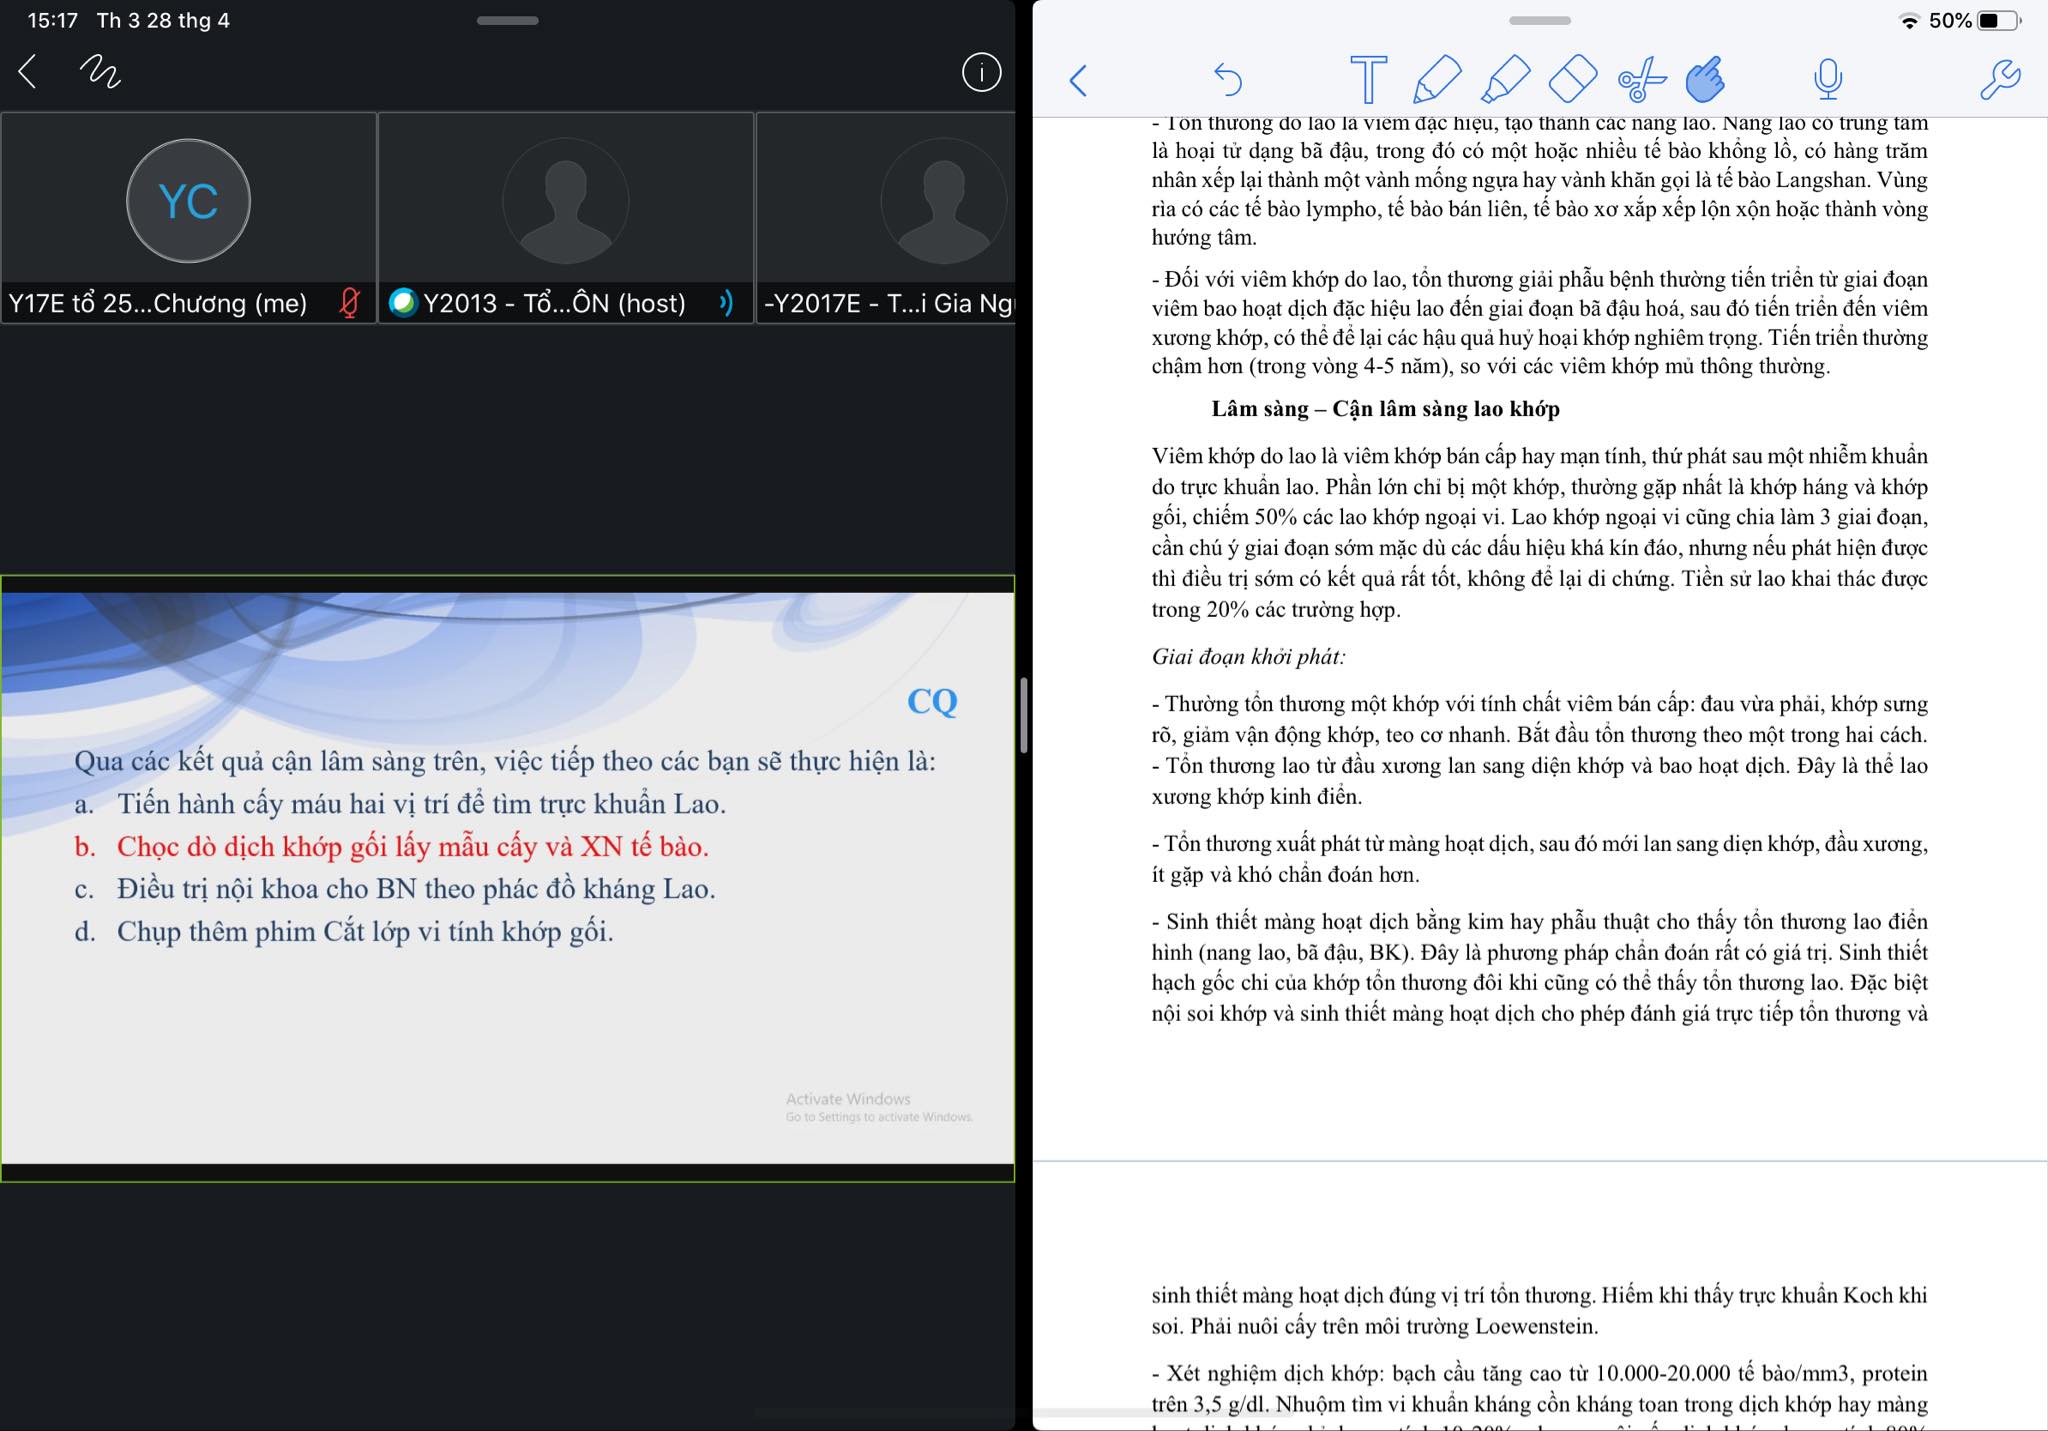 15:17 Th 3 28 thg 4
YC
Y17E tổ 25...Chương (me)
Y2013 - Tổ...ÔN (host)
-Y2017E - T...i Gia Ng
CQ
Qua các kết quả cận lâm sàng trên, việc tiếp theo các bạn sẽ thực hiện là:
a. Tiến hành cấy máu hai vị trí để tìm trực khuẩn Lao.
b. Chọc dò dịch khớp gối lấy mẫu cấy và XN tế bào.
c. Điều trị nội khoa cho BN theo phác đồ kháng Lao.
d. Chụp thêm phim Cắt lớp vi tính khớp gối.
Activate Windows
Go to Settings to activate Windows.
50%
- Tổn thương do lao là viêm đặc hiệu, tạo thành các nang lao. Nang lao có trung tâm
là hoại tử dạng bã đậu, trong đó có một hoặc nhiều tế bào khổng lồ, có hàng trăm
nhân xếp lại thành một vành mống ngựa hay vành khăn gọi là tế bào Langshan. Vùng
rìa có các tế bào lympho, tế bào bán liên, tế bào xơ xắp xếp lộn xộn hoặc thành vòng
hướng tâm.
- Đối với viêm khớp do lao, tổn thương giải phẫu bệnh thường tiến triển từ giai đoạn
viêm bao hoạt dịch đặc hiệu lao đến giai đoạn bã đậu hoá, sau đó tiến triển đến viêm
xương khớp, có thể để lại các hậu quả huỷ hoại khớp nghiêm trọng. Tiến triển thường
chậm hơn (trong vòng 4-5 năm), so với các viêm khớp mủ thông thường.
Lâm sàng – Cận lâm sàng lao khớp
Viêm khớp do lao là viêm khớp bán cấp hay mạn tính, thứ phát sau một nhiễm khuẩn
do trực khuẩn lao. Phần lớn chỉ bị một khớp, thường gặp nhất là khớp háng và khớp
gối, chiếm 50% các lao khớp ngoại vi. Lao khớp ngoại vi cũng chia làm 3 giai đoạn,
cần chú ý giai đoạn sớm mặc dù các dấu hiệu khá kín đáo, nhưng nếu phát hiện được
thì điều trị sớm có kết quả rất tốt, không để lại di chứng. Tiền sử lao khai thác được
trong 20% các trường hợp.
Giai đoạn khởi phát:
- Thường tổn thương một khớp với tính chất viêm bán cấp: đau vừa phải, khớp sưng
rõ, giảm vận động khớp, teo cơ nhanh. Bắt đầu tổn thương theo một trong hai cách.
- Tổn thương lao từ đầu xương lan sang diện khớp và bao hoạt dịch. Đây là thể lao
xương khớp kinh điển.
- Tổn thương xuất phát từ màng hoạt dịch, sau đó mới lan sang diẹn khớp, đầu xương,
ít gặp và khó chẩn đoán hơn.
- Sinh thiết màng hoạt dịch bằng kim hay phẫu thuật cho thấy tổn thương lao điển
hình (nang lao, bã đậu, BK). Đây là phương pháp chẩn đoán rất có giá trị. Sinh thiết
hạch gốc chi của khớp tổn thương đôi khi cũng có thể thấy tổn thương lao. Đặc biệt
nội soi khớp và sinh thiết màng hoạt dịch cho phép đánh giá trực tiếp tổn thương và
sinh thiết màng hoạt dịch đúng vị trí tổn thương. Hiếm khi thấy trực khuẩn Koch khi
soi. Phải nuôi cấy trên môi trường Loewenstein.
- Xét nghiệm dịch khớp: bạch cầu tăng cao từ 10.000-20.000 tế bào/mm3, protein
trên 3,5 g/dl. Nhuộm tìm vi khuẩn kháng cồn kháng toan trong dịch khớp hay màng